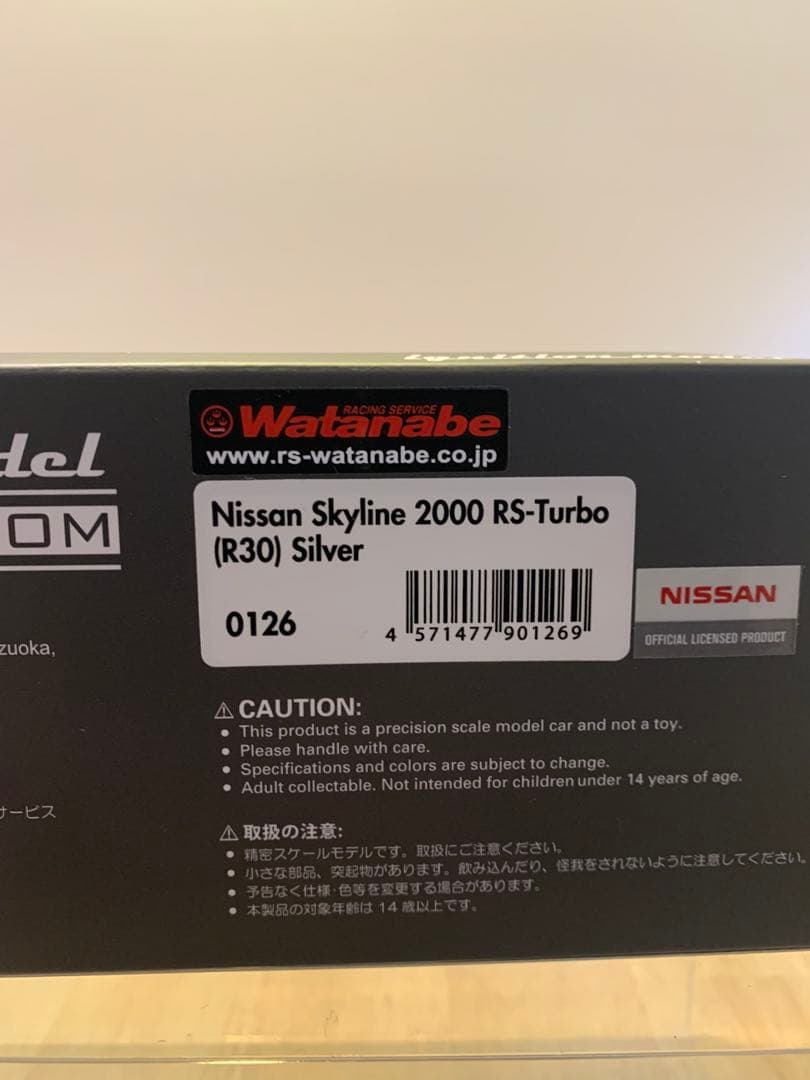 ignition model
RACING SERVICE
Watanabe
www.rs-watanabe.co.jp
del
OM
Nissan Skyline 2000 RS-Turbo
(R30) Silver
0126
4 571477 901269
NISSAN
OFFICIAL LICENSED PRODUCT
zuoka,
⚠ CAUTION:
● This product is a precision scale model car and not a toy.
● Please handle with care.
● Specifications and colors are subject to change.
● Adult collectable. Not intended for children under 14 years of age.
サービス
⚠ 取扱の注意:
● 精密スケールモデルです。取扱にご注意ください。
● 小さな部品、突起物があります。飲み込んだり、怪我をされないように注意してください。
● 予告なく仕様・色等を変更する場合があります。
● 本製品の対象年齢は 14 歳以上です。